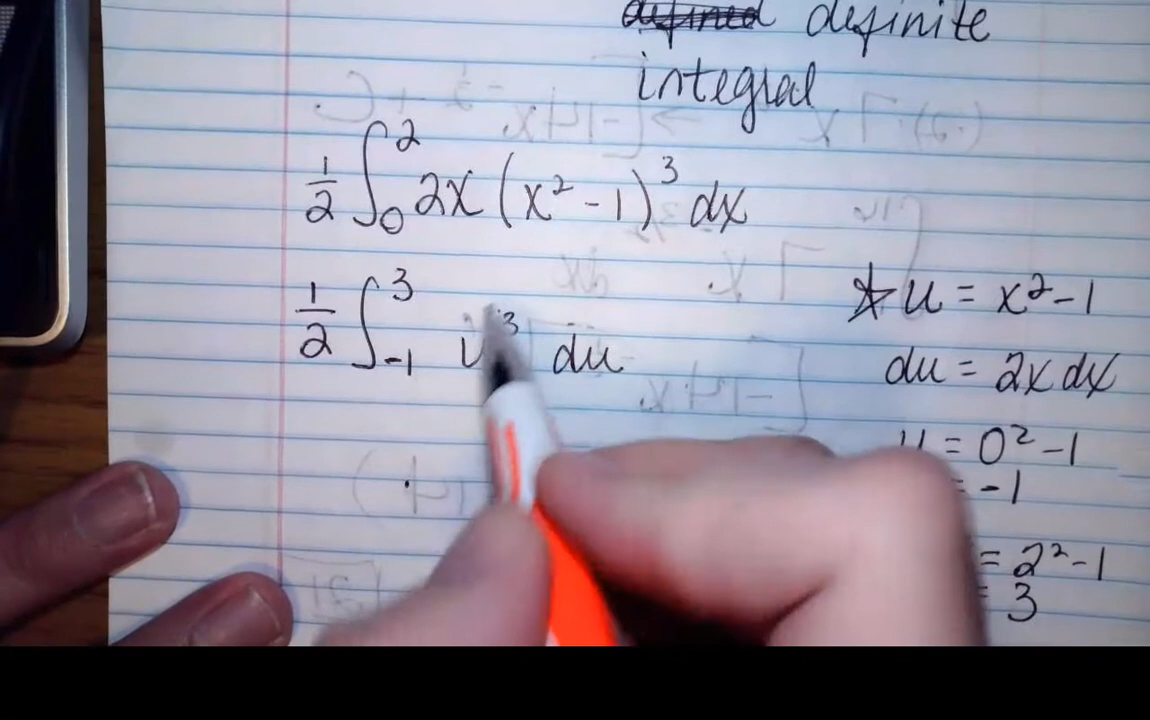 defined definite
integral
1/2 ∫₀² 2x (x² - 1)³ dx
1/2 ∫₋₁³ u³ du
* u = x² - 1
du = 2x dx
u = 0² - 1
= -1
= 2² - 1
= 3